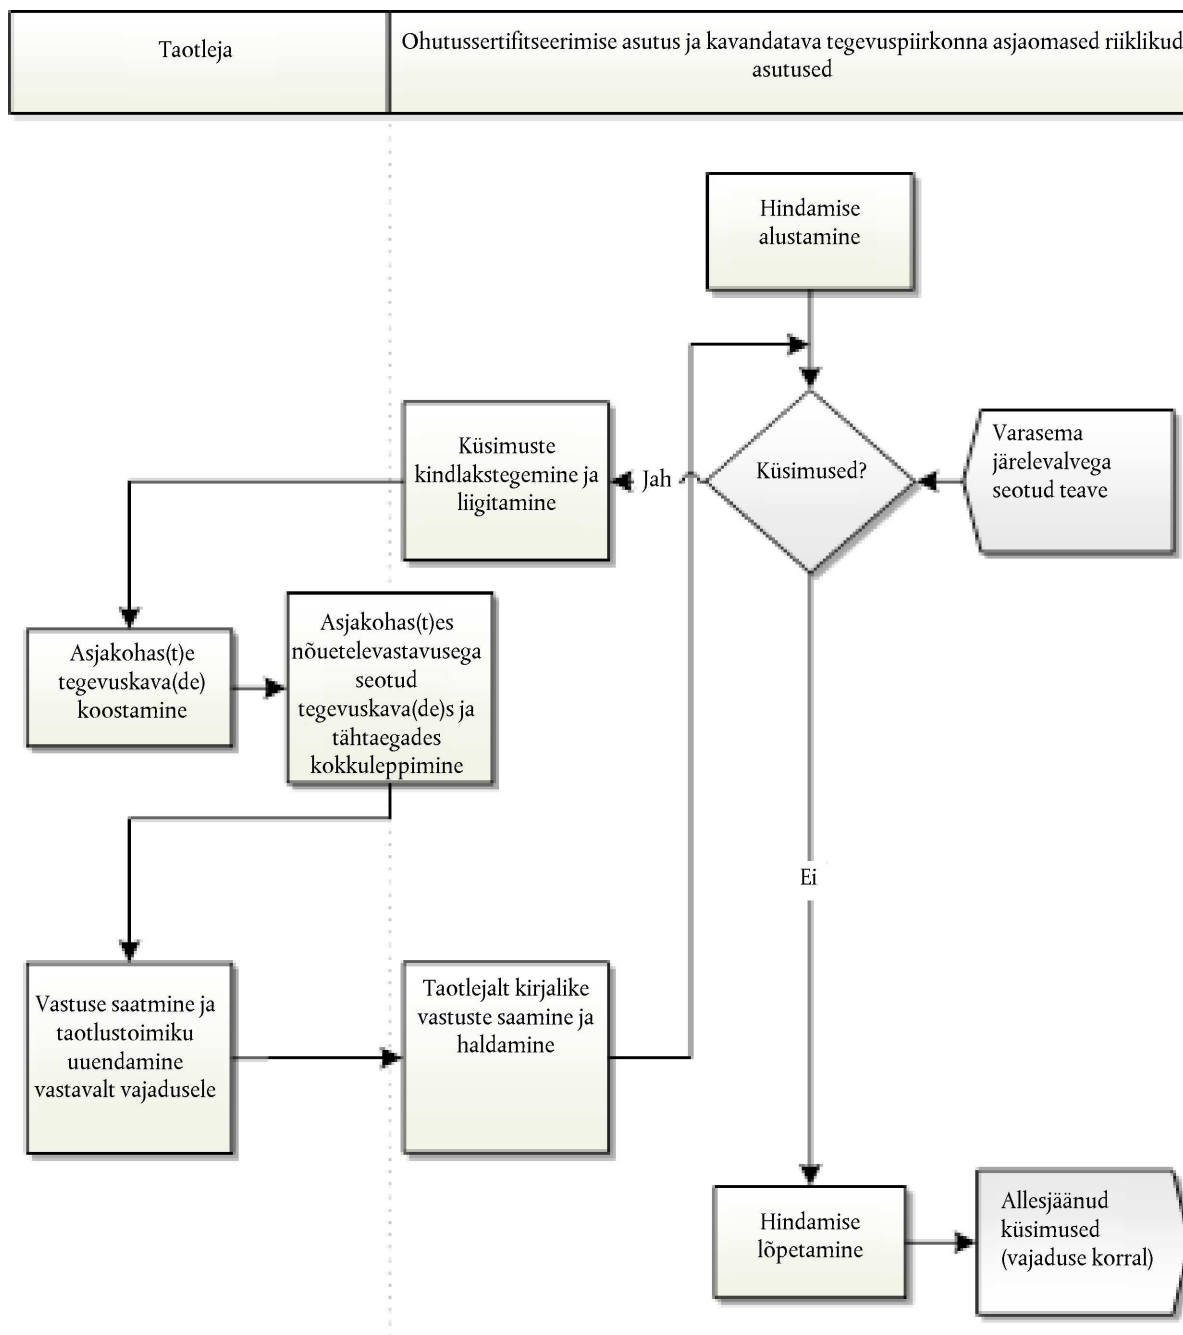 Taotleja
Ohutussertifitseerimise asutus ja kavandatava tegevuspiirkonna asjaomased riiklikud
asutused
Hindamise
alustamine
Küsimuste
kindlakstegemine ja
liigitamine
Jah
Küsimused?
Varasema
järelevalvega
seotud teave
Asjakohas(t)e
tegevuskava(de)
koostamine
Asjakohas(t)es
nõuetelevastavusega
seotud
tegevuskava(de)s ja
tähtaegades
kokkuleppimine
Ei
Vastuse saatmine ja
taotlustoimiku
uuendamine
vastavalt vajadusele
Taotlejalt kirjalike
vastuste saamine ja
haldamine
Hindamise
lõpetamine
Allesjäänud
küsimused
(vajaduse korral)